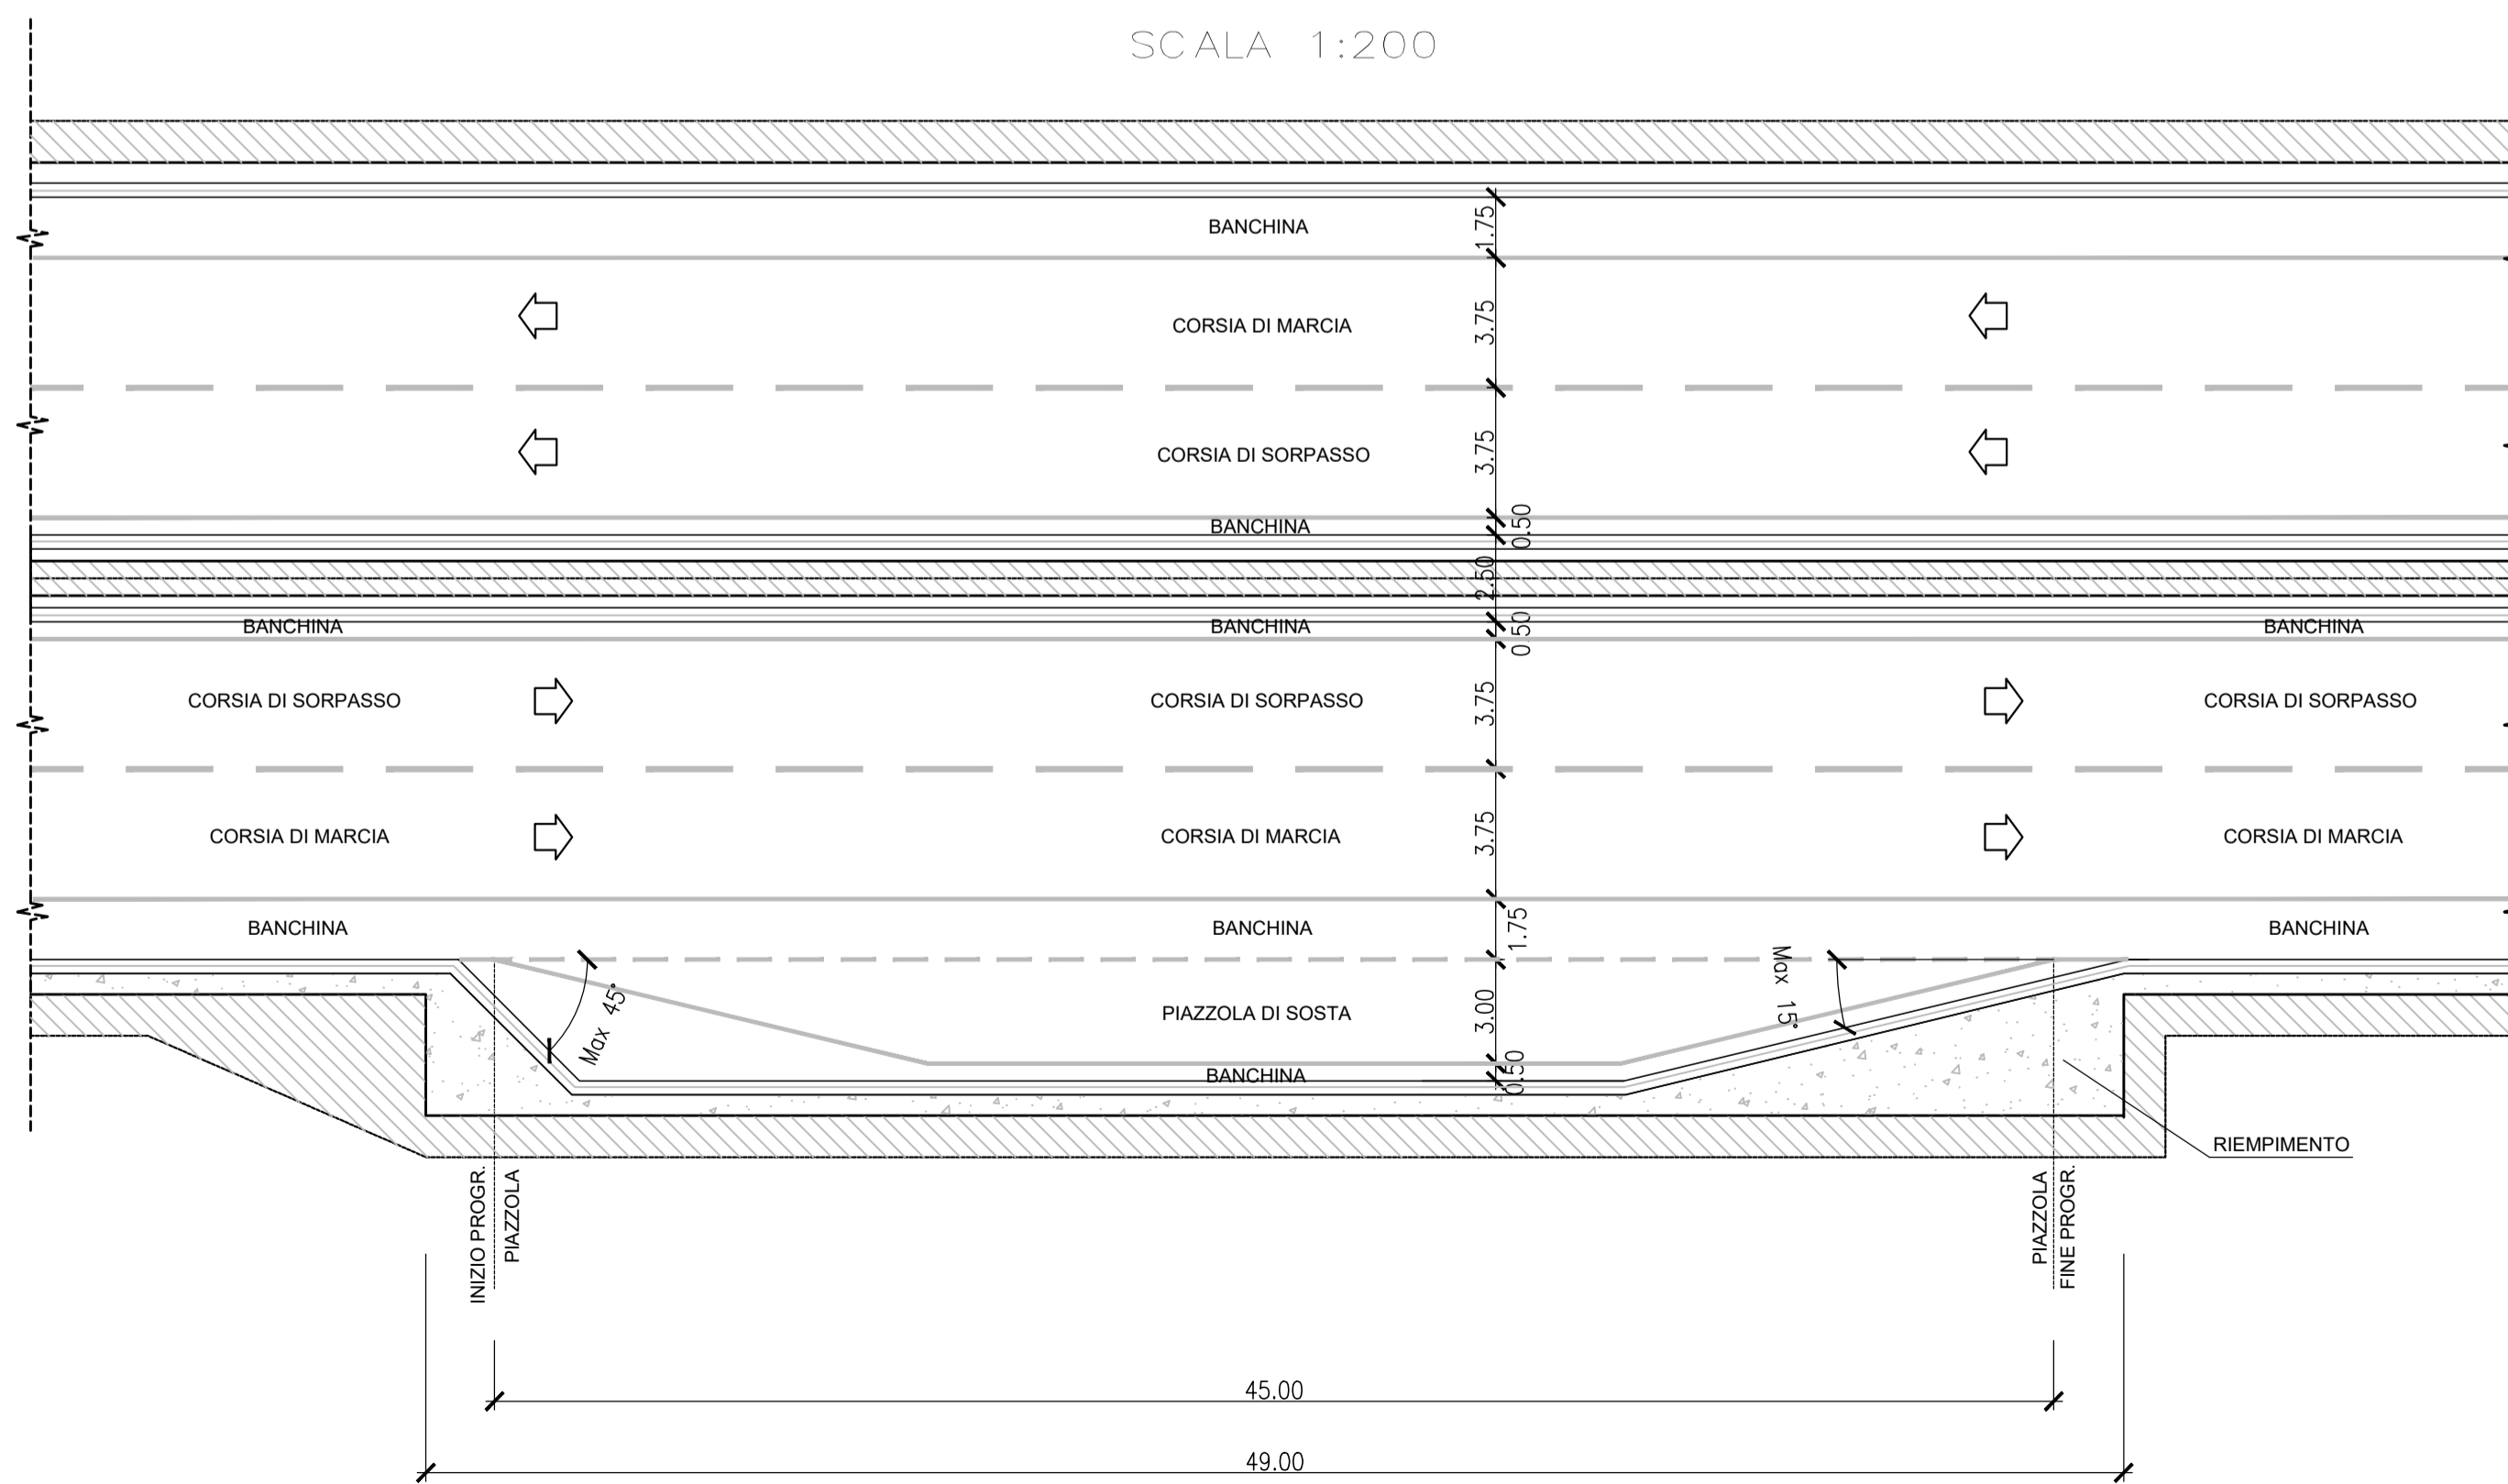 SCALA 1:200
BANCHINA
1.75
CORSIA DI MARCIA
3.75
CORSIA DI SORPASSO
3.75
BANCHINA
0.50
2.50
BANCHINA
BANCHINA
0.50
BANCHINA
CORSIA DI SORPASSO
CORSIA DI SORPASSO
3.75
CORSIA DI SORPASSO
CORSIA DI MARCIA
CORSIA DI MARCIA
3.75
CORSIA DI MARCIA
BANCHINA
BANCHINA
1.75
BANCHINA
Max 45°
PIAZZOLA DI SOSTA
3.00
Max 15°
BANCHINA
0.50
RIEMPIMENTO
INIZIO PROGR.
PIAZZOLA
PIAZZOLA
FINE PROGR.
45.00
49.00